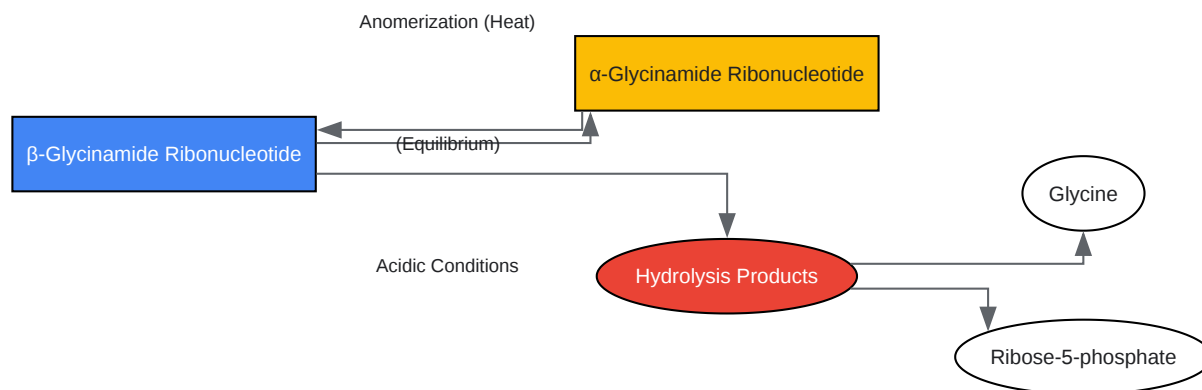 Anomerization (Heat)
α-Glycinamide Ribonucleotide
(Equilibrium)
β-Glycinamide Ribonucleotide
Glycine
Acidic Conditions
Hydrolysis Products
Ribose-5-phosphate